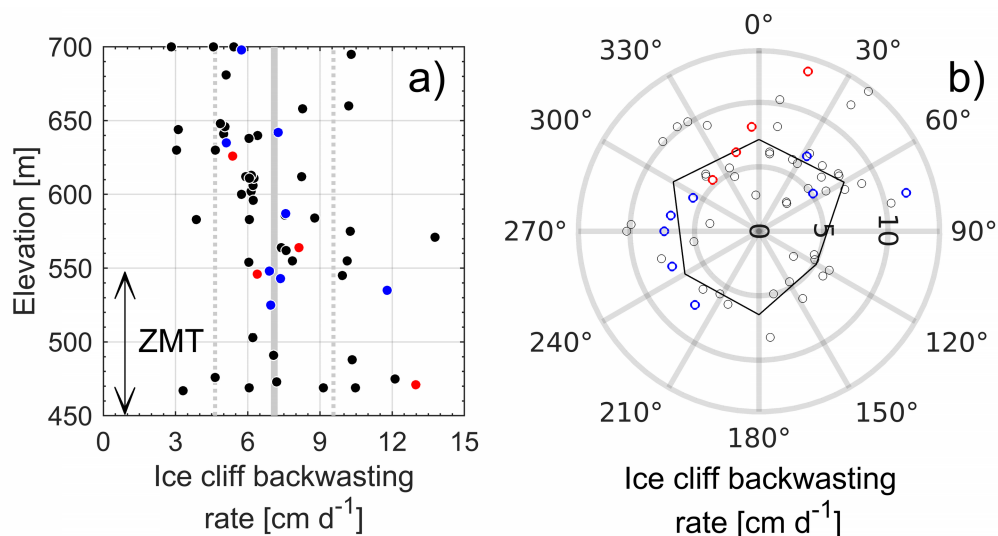 a)
700
650
600
550
500
450
Elevation [m]
ZMT
0 3 6 9 12 15
Ice cliff backwasting
rate [cm d-1]
b)
0°
30°
60°
90°
120°
150°
180°
210°
240°
270°
300°
330°
0 5 10
Ice cliff backwasting
rate [cm d-1]